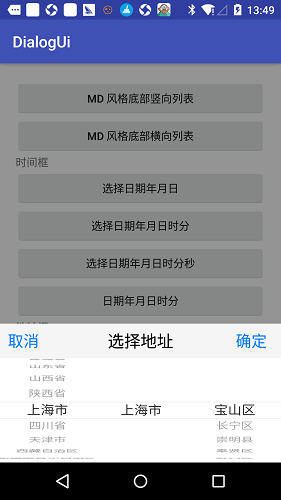 13:49
DialogUi
MD 风格底部竖向列表
MD 风格底部横向列表
时间框
选择日期年月日
选择日期年月日时分
选择日期年月日时分秒
日期年月日时分
取消 选择地址 确定
山东省
山西省
陕西省
上海市 上海市 宝山区
四川省 长宁区
天津市 崇明县
西藏自治区 奉贤区